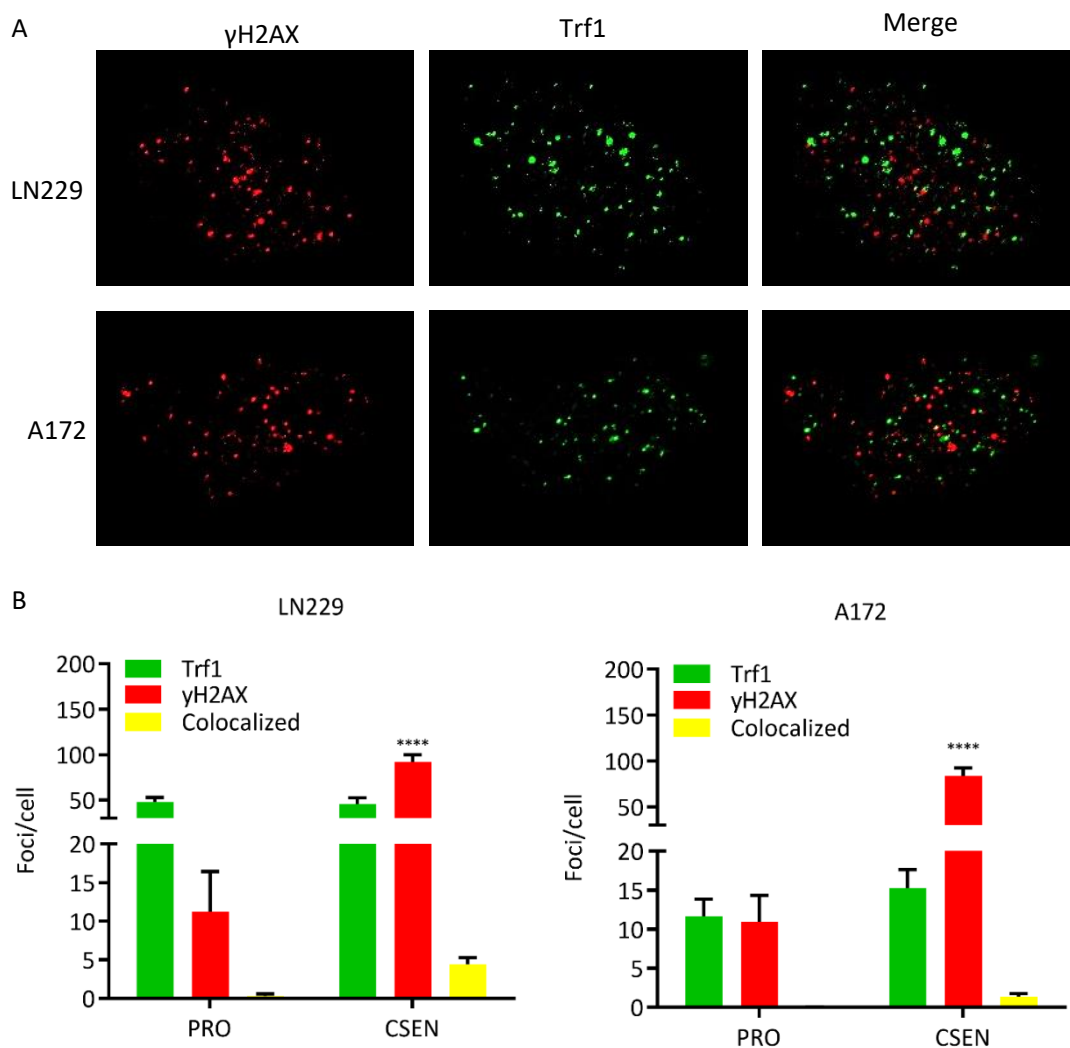 A
γH2AX Trf1 Merge
LN229
A172
B
LN229
200
150
100
50
20
15
10
5
0
Foci/cell
Trf1
γH2AX
Colocalized
****
PRO CSEN
A172
200
150
100
50
20
15
10
5
0
Foci/cell
Trf1
γH2AX
Colocalized
****
PRO CSEN